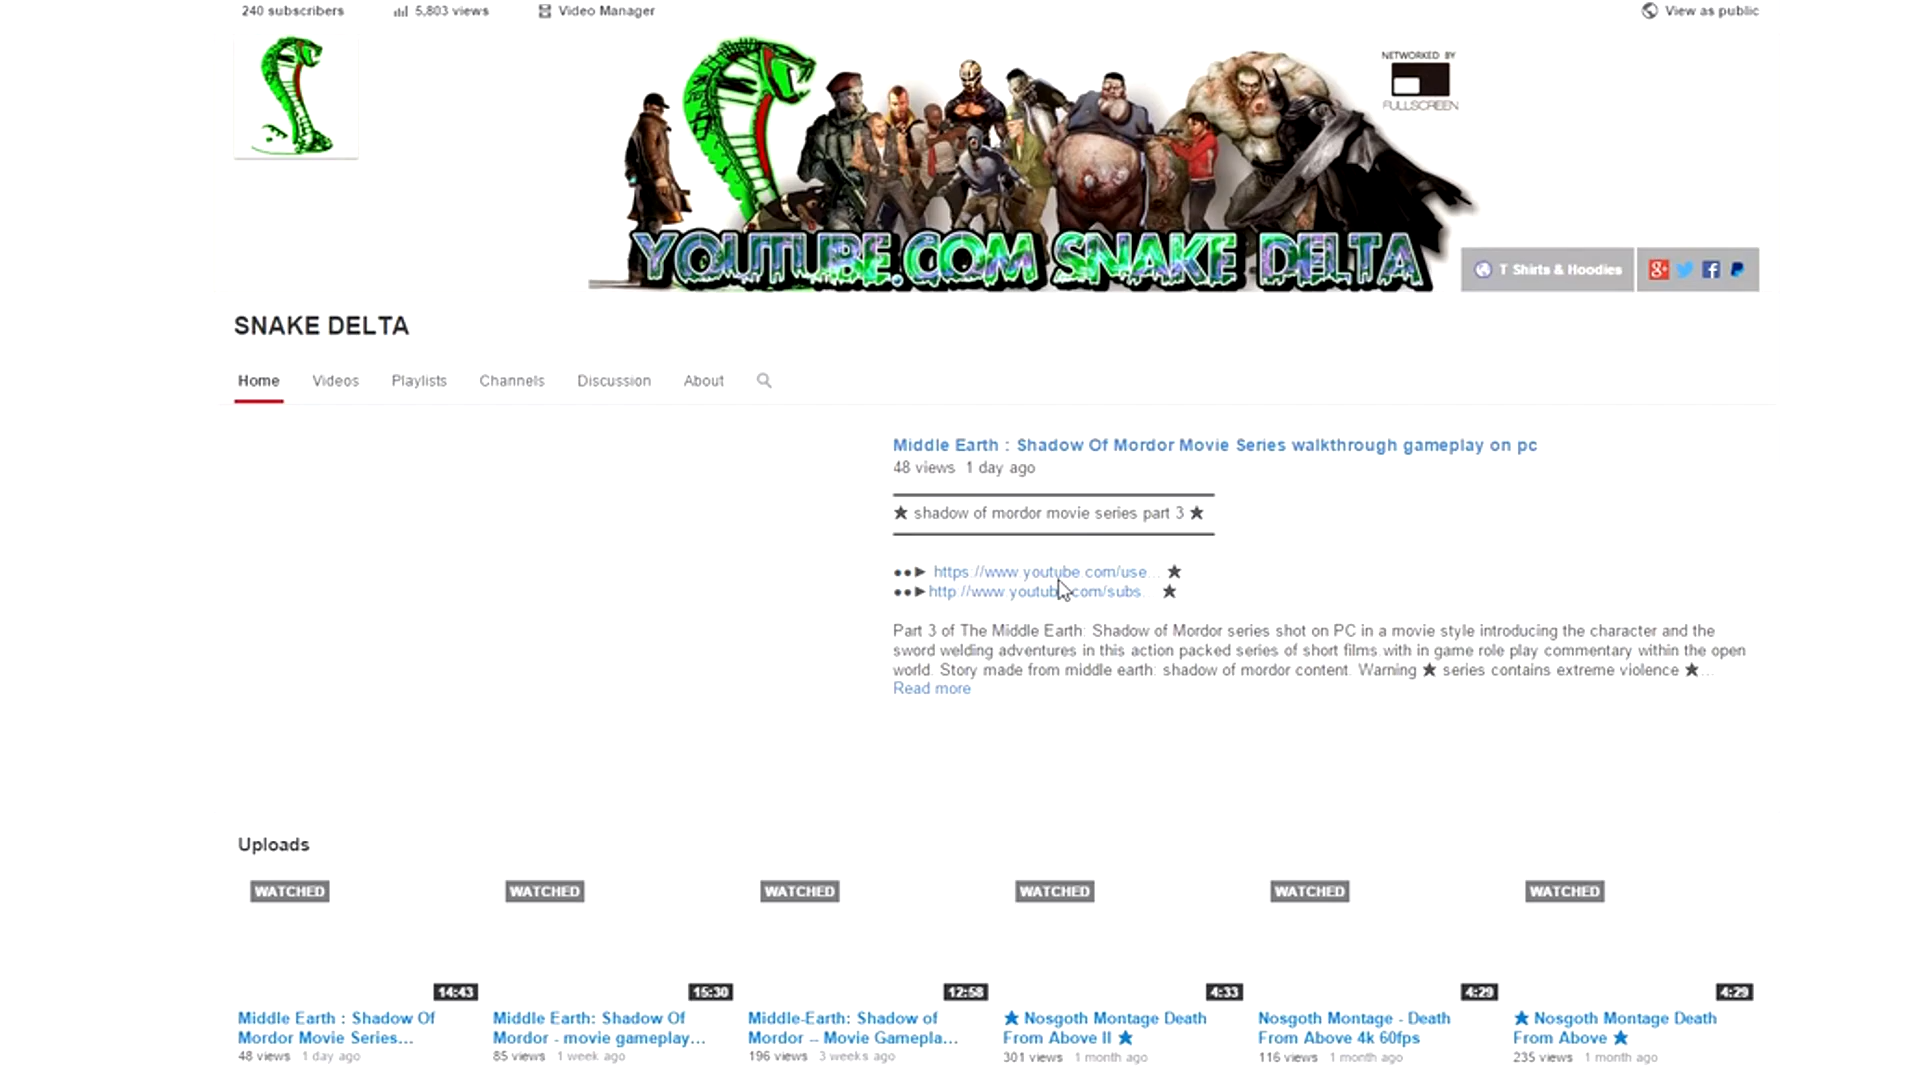 240 subscribers 5,803 views Video Manager View as public
NETWORKED BY
FULLSCREEN
YOUTUBE.COM SNAKE DELTA
T Shirts & Hoodies
SNAKE DELTA
Home Videos Playlists Channels Discussion About
Middle Earth : Shadow Of Mordor Movie Series walkthrough gameplay on pc
48 views 1 day ago
★ shadow of mordor movie series part 3 ★
●●► https://www.youtube.com/use... ★
●●►http://www.youtube.com/subs... ★
Part 3 of The Middle Earth: Shadow of Mordor series shot on PC in a movie style introducing the character and the
sword welding adventures in this action packed series of short films with in game role play commentary within the open
world. Story made from middle earth: shadow of mordor content. Warning ★ series contains extreme violence ★...
Read more
Uploads
WATCHED WATCHED WATCHED WATCHED WATCHED WATCHED
14:43 15:30 12:58 4:33 4:29 4:29
Middle Earth : Shadow Of
Mordor Movie Series...
48 views 1 day ago
Middle Earth: Shadow Of
Mordor - movie gameplay...
85 views 1 week ago
Middle-Earth: Shadow of
Mordor -- Movie Gamepla...
196 views 3 weeks ago
★ Nosgoth Montage Death
From Above II ★
301 views 1 month ago
Nosgoth Montage - Death
From Above 4k 60fps
116 views 1 month ago
★ Nosgoth Montage Death
From Above ★
235 views 1 month ago